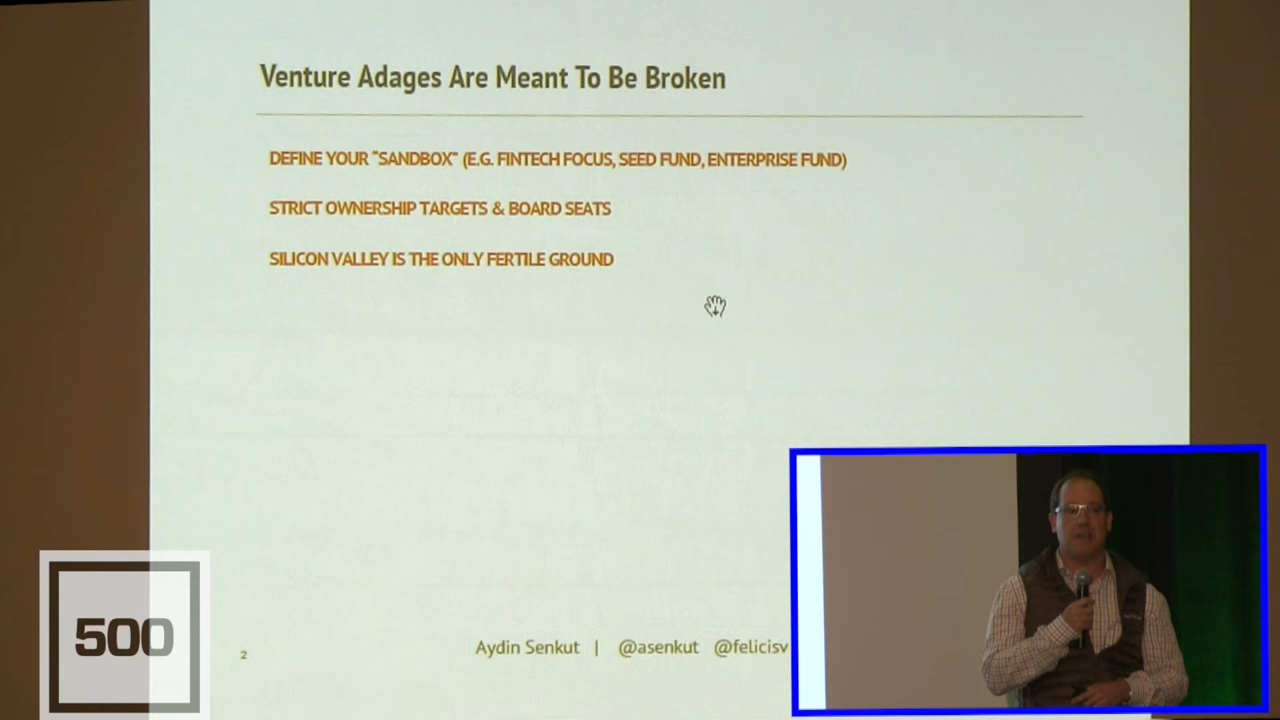 Venture Adages Are Meant To Be Broken
DEFINE YOUR "SANDBOX" (E.G. FINTECH FOCUS, SEED FUND, ENTERPRISE FUND)
STRICT OWNERSHIP TARGETS & BOARD SEATS
SILICON VALLEY IS THE ONLY FERTILE GROUND
500
2
Aydin Senkut | @asenkut @felicisv